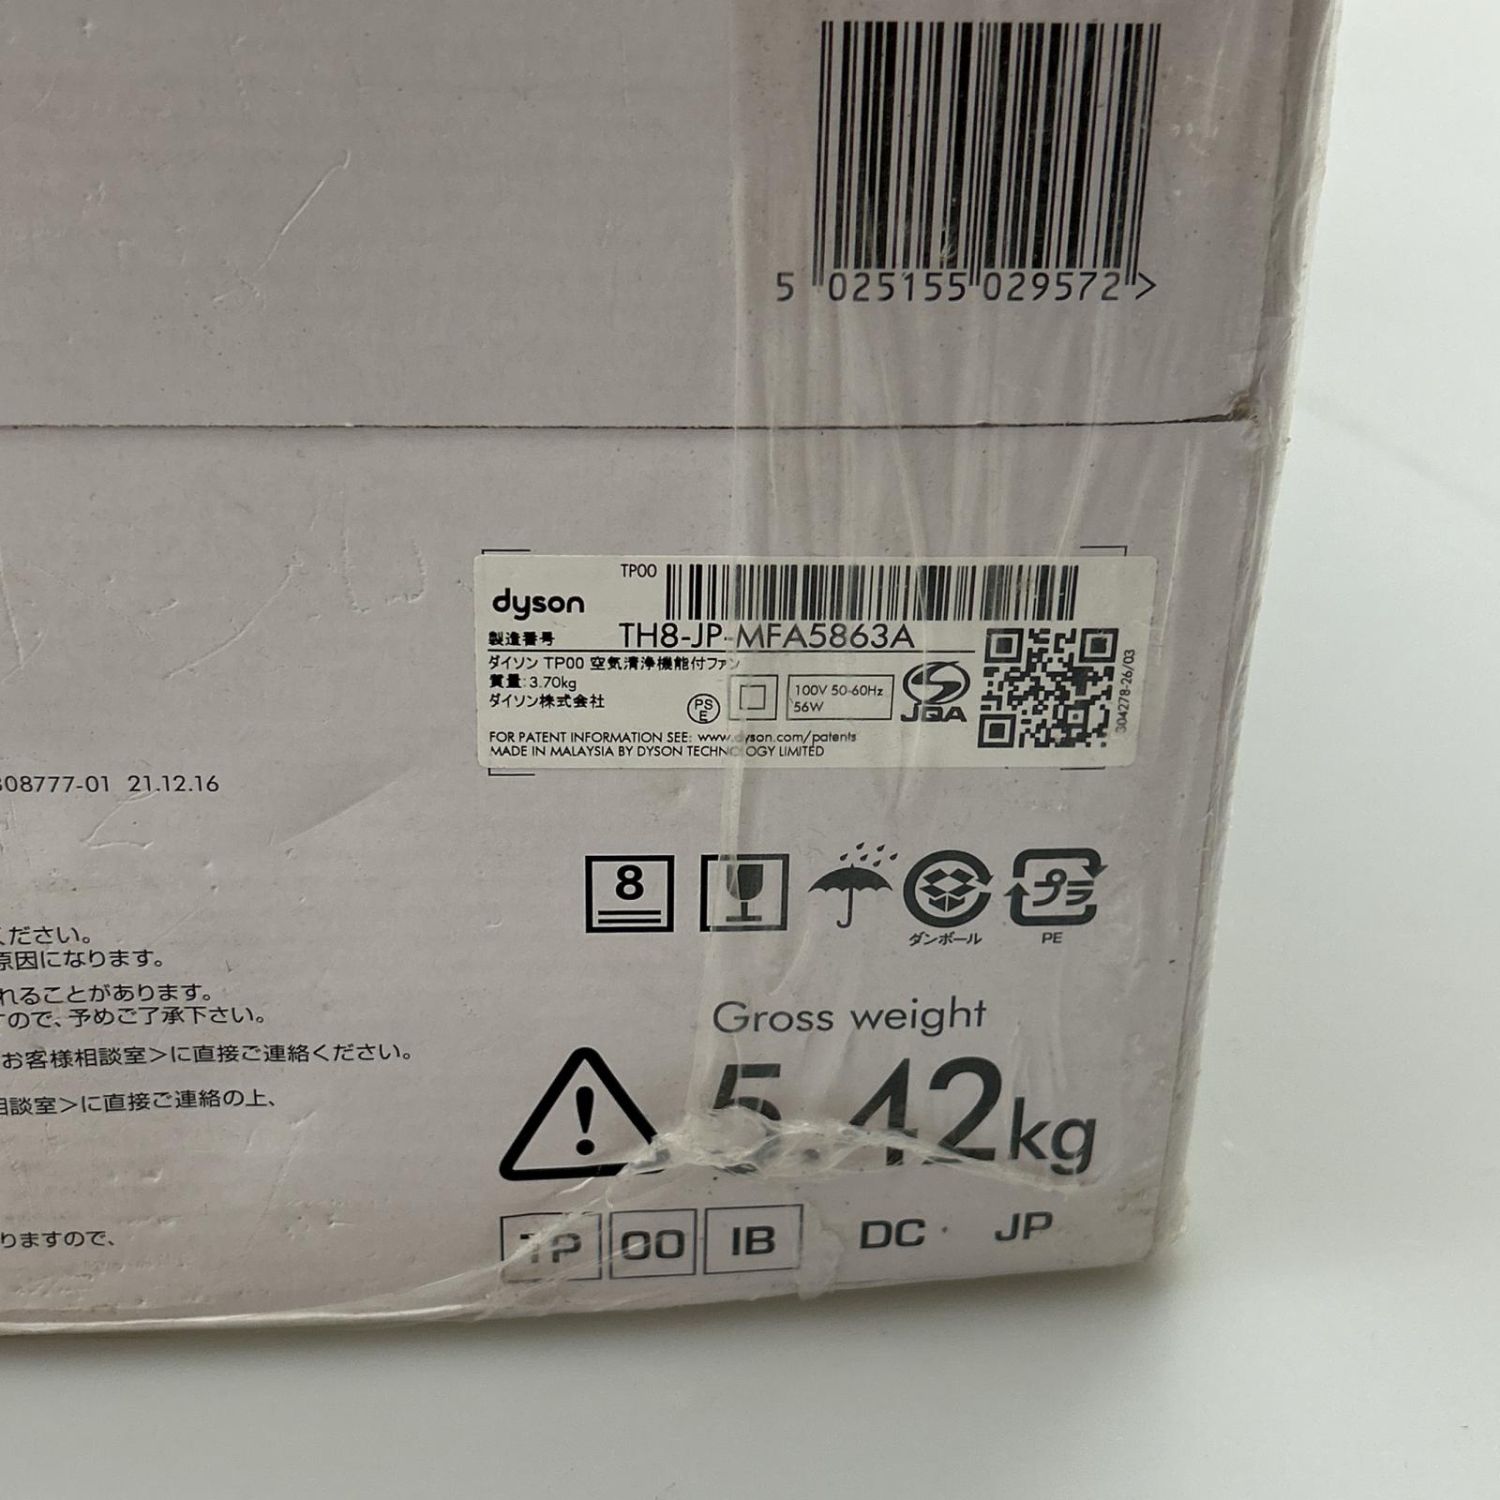 5 025155 029572 >
TP00
dyson
製造番号 TH8-JP-MFA5863A
ダイソン TP00 空気清浄機能付ファン
質量:3.70kg
ダイソン株式会社
PS
E
100V 50-60Hz
56W
JQA
304278-26/03
FOR PATENT INFORMATION SEE: www.dyson.com/patents
MADE IN MALAYSIA BY DYSON TECHNOLOGY LIMITED
308777-01 21.12.16
8
プラ
ダンボール
PE
ください。
原因になります。
れることがあります。
ので、予めご了承下さい。
お客様相談室>に直接ご連絡ください。
相談室>に直接ご連絡の上、
りますので、
Gross weight
5.42kg
TP 00 IB DC · JP